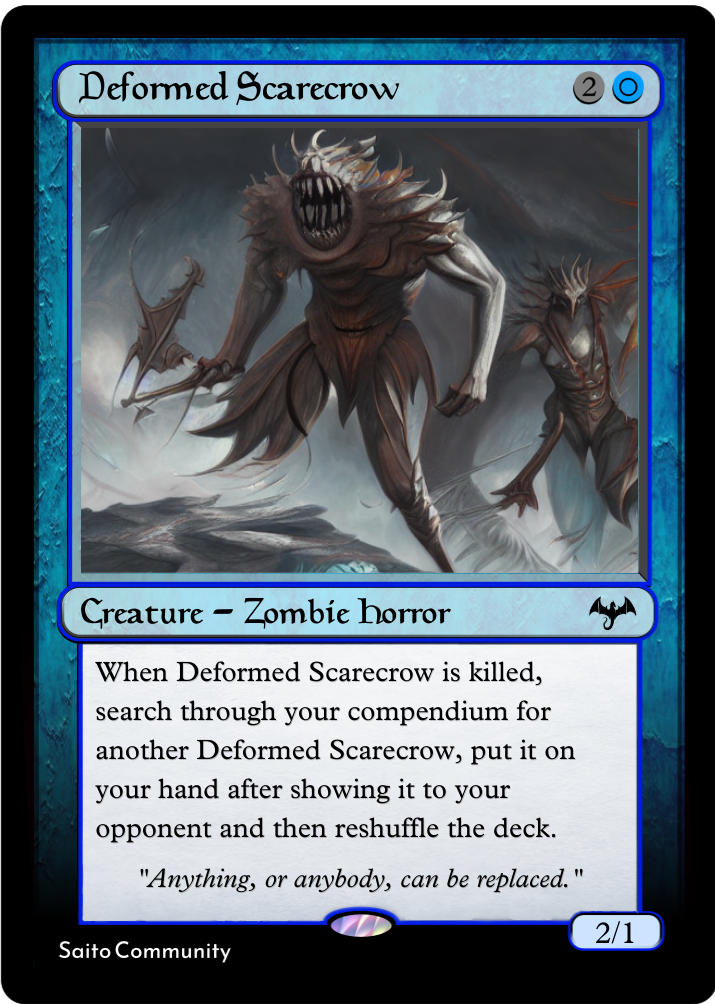 Deformed Scarecrow 2
Creature – Zombie Horror
When Deformed Scarecrow is killed,
search through your compendium for
another Deformed Scarecrow, put it on
your hand after showing it to your
opponent and then reshuffle the deck.
"Anything, or anybody, can be replaced."
2/1
Saito Community